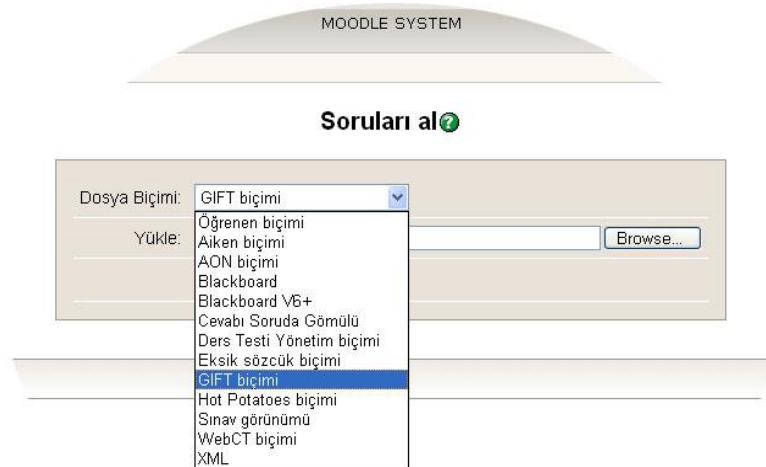 MOODLE SYSTEM
Soruları al
Dosya Biçimi: GIFT biçimi
Öğrenen biçimi
Yükle: Browse...
Aiken biçimi
AON biçimi
Blackboard
Blackboard V6+
Cevabı Soruda Gömülü
Ders Testi Yönetim biçimi
Eksik sözcük biçimi
GIFT biçimi
Hot Potatoes biçimi
Sınav görünümü
WebCT biçimi
XML